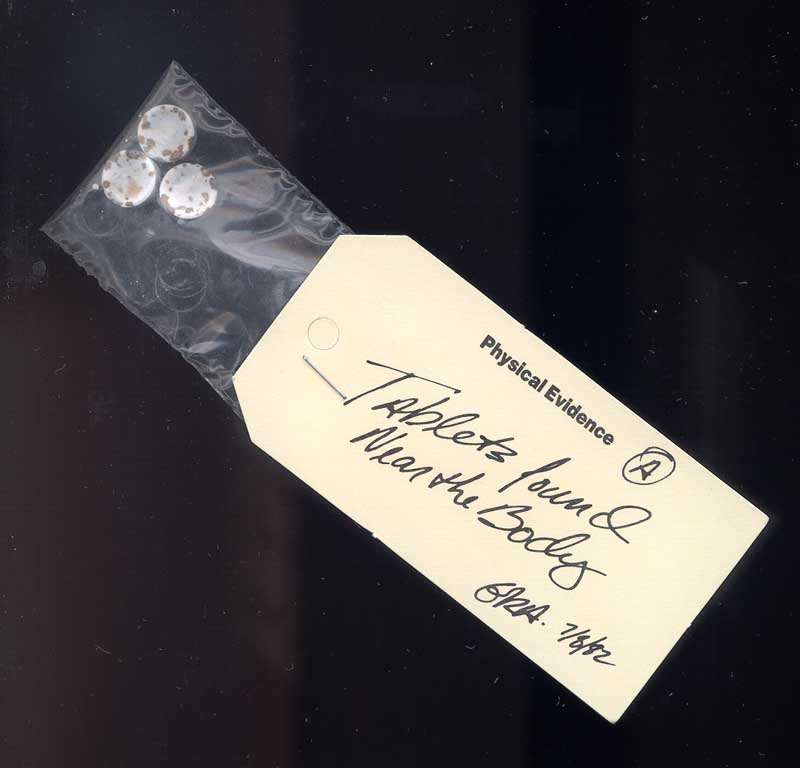 Physical Evidence
A
Tablets found
Near the Body
7/8/82